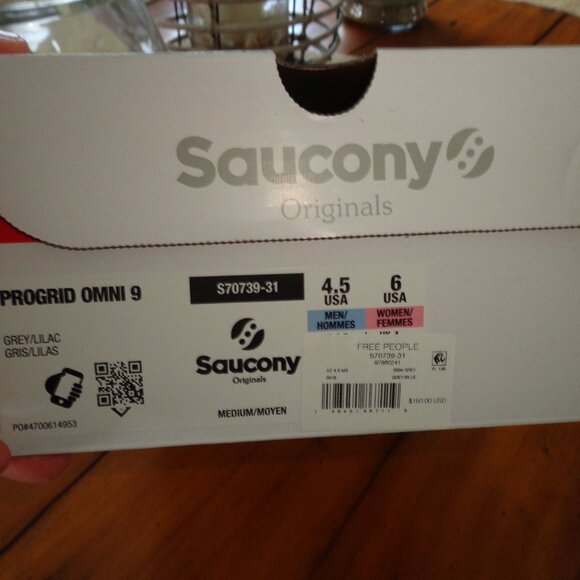 Saucony
Originals
PROGRID OMNI 9
S70739-31
4.5
USA
6
USA
MEN/
HOMMES
WOMEN/
FEMMES
GREY/LILAC
GRIS/LILAS
Saucony
Originals
MEDIUM/MOYEN
PO#4700614953
FREE PEOPLE
S70739-31
$150.00 USD